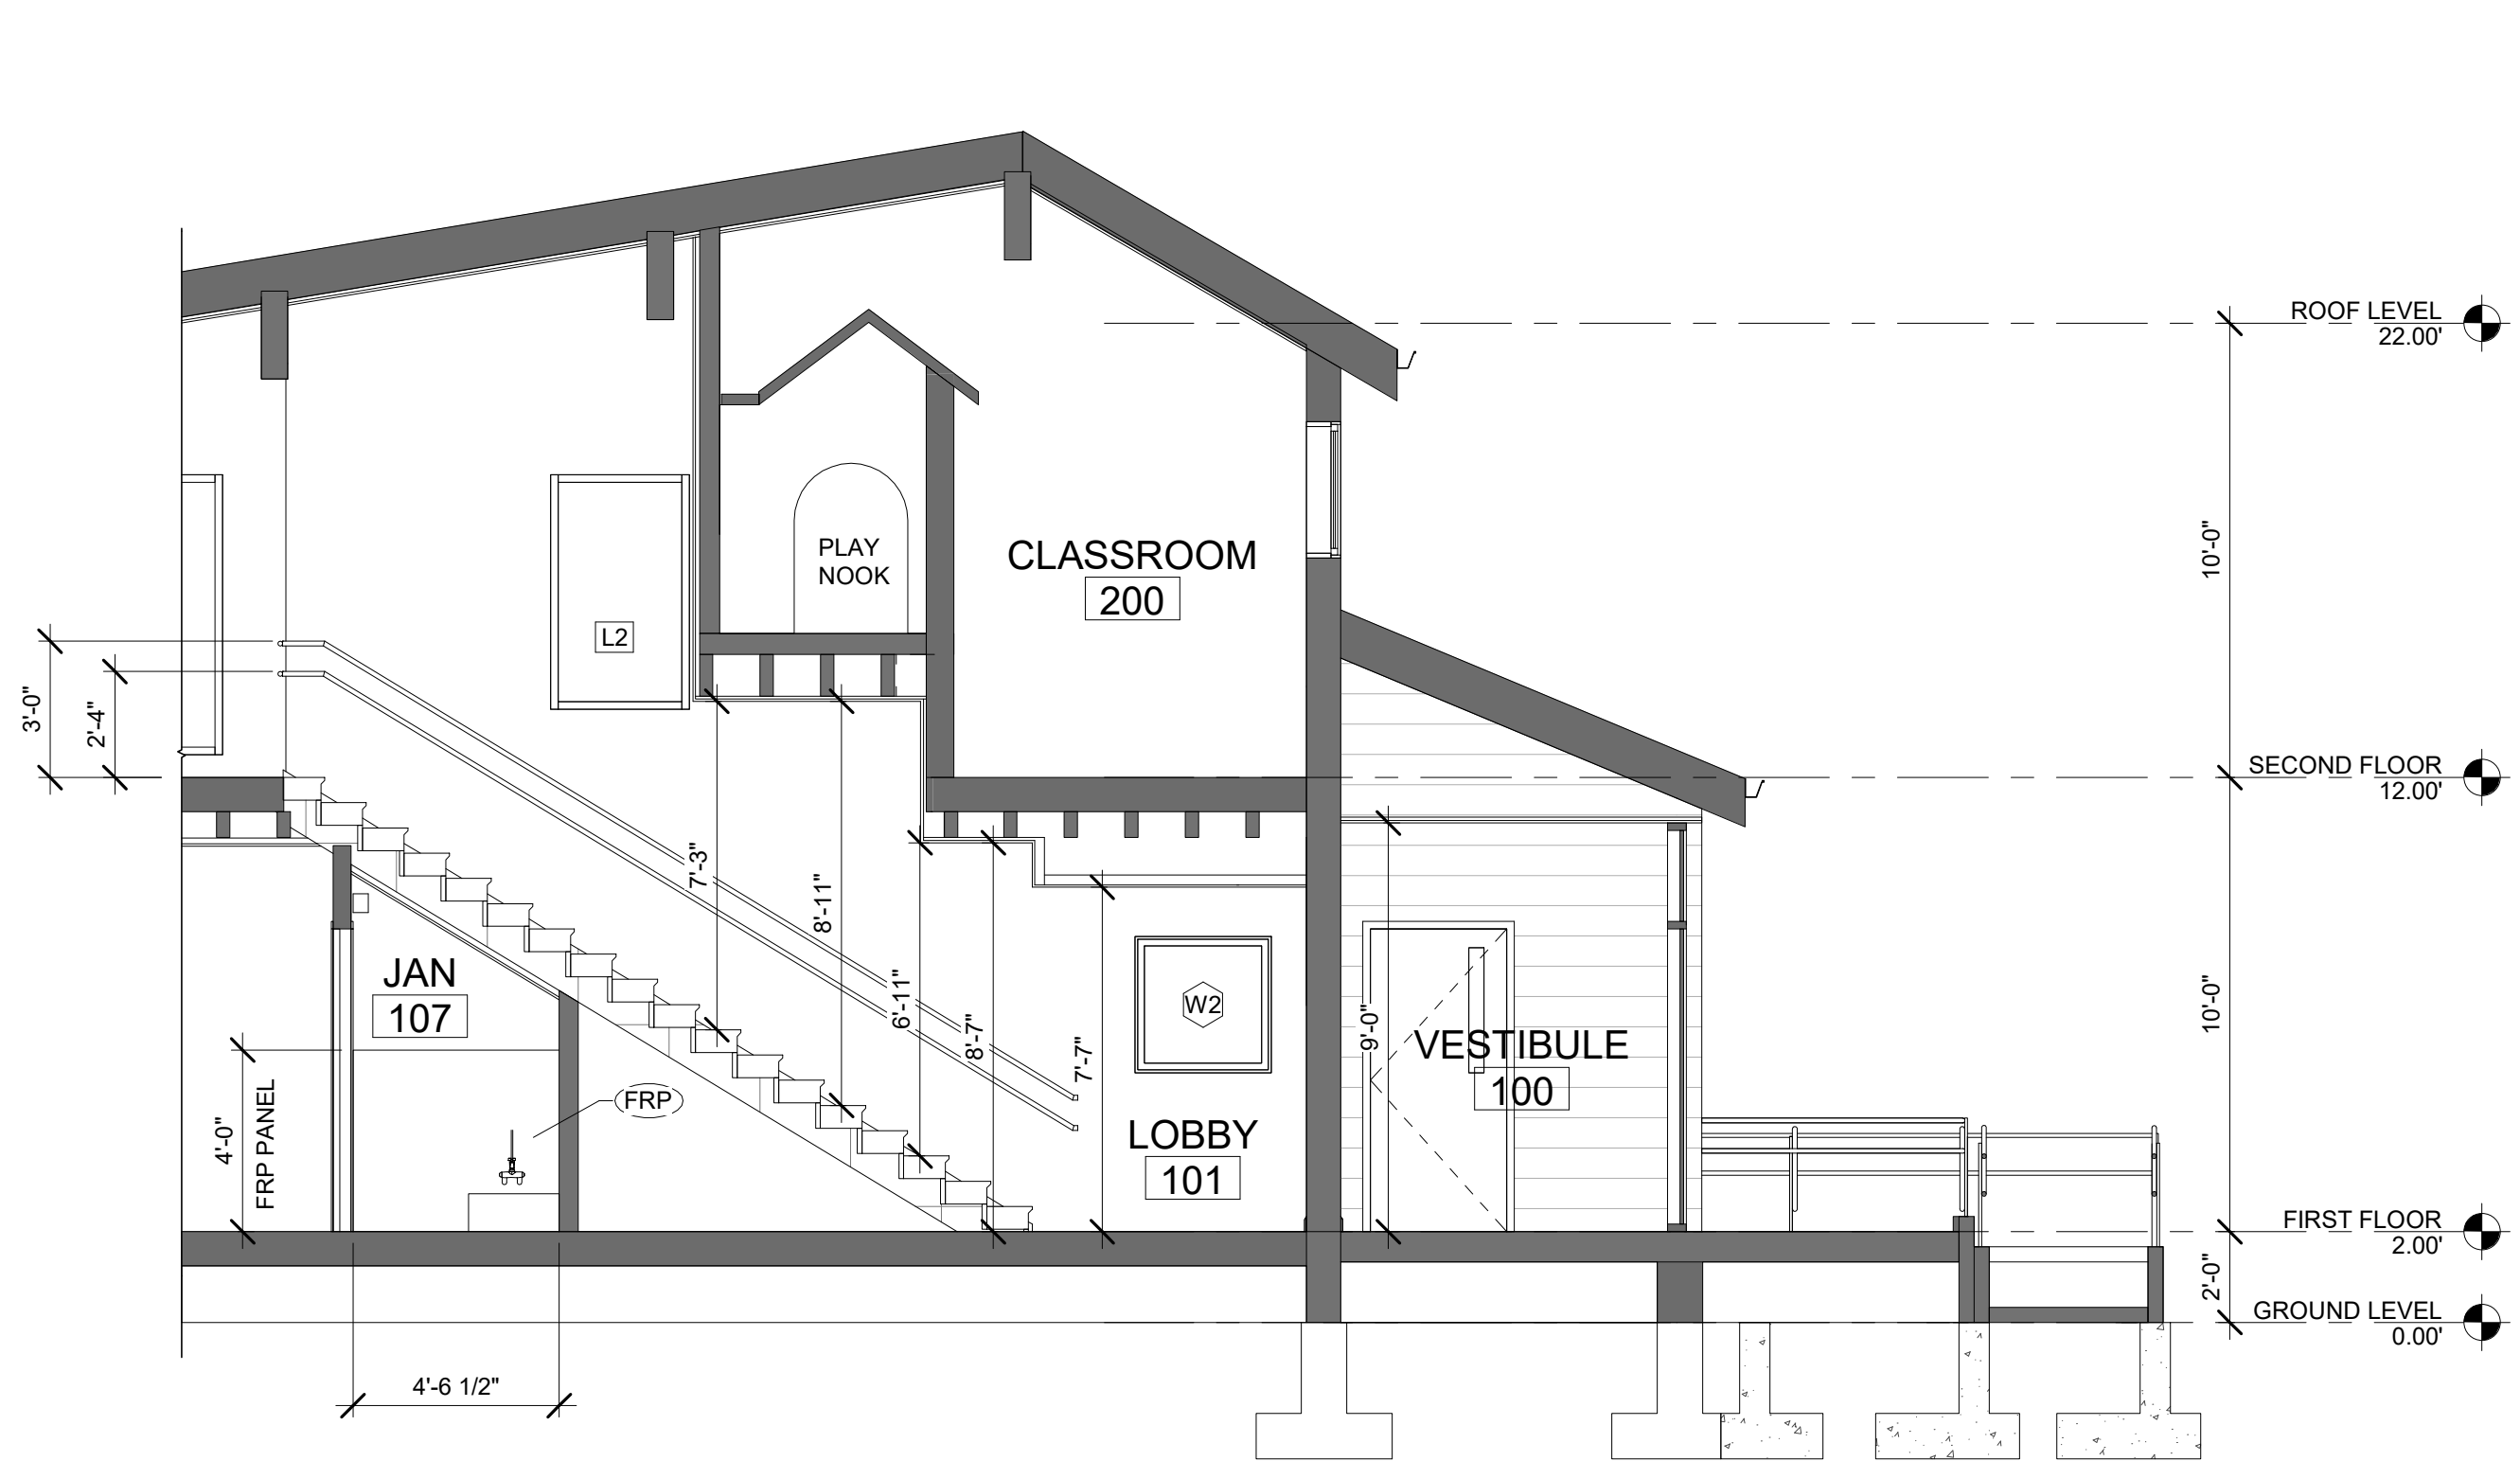 ROOF LEVEL
22.00'
10'-0"
PLAY
NOOK
CLASSROOM
200
L2
3'-0"
2'-4"
SECOND FLOOR
12.00'
7'-3"
8'-11"
6'-11"
8'-7"
7'-7"
9'-0"
10'-0"
JAN
107
W2
VESTIBULE
100
4'-0"
FRP PANEL
FRP
LOBBY
101
FIRST FLOOR
2.00'
2'-0"
GROUND LEVEL
0.00'
4'-6 1/2"